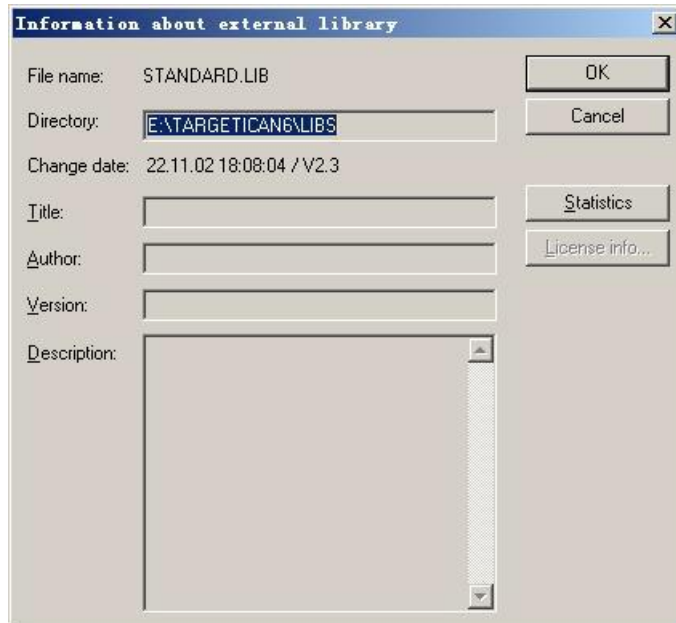 Information about external library
File name: STANDARD.LIB
OK
Directory: E:\TARGETICAN6\LIBS
Cancel
Change date: 22.11.02 18:08:04 / V2.3
Title:
Statistics
Author:
License info...
Version:
Description: